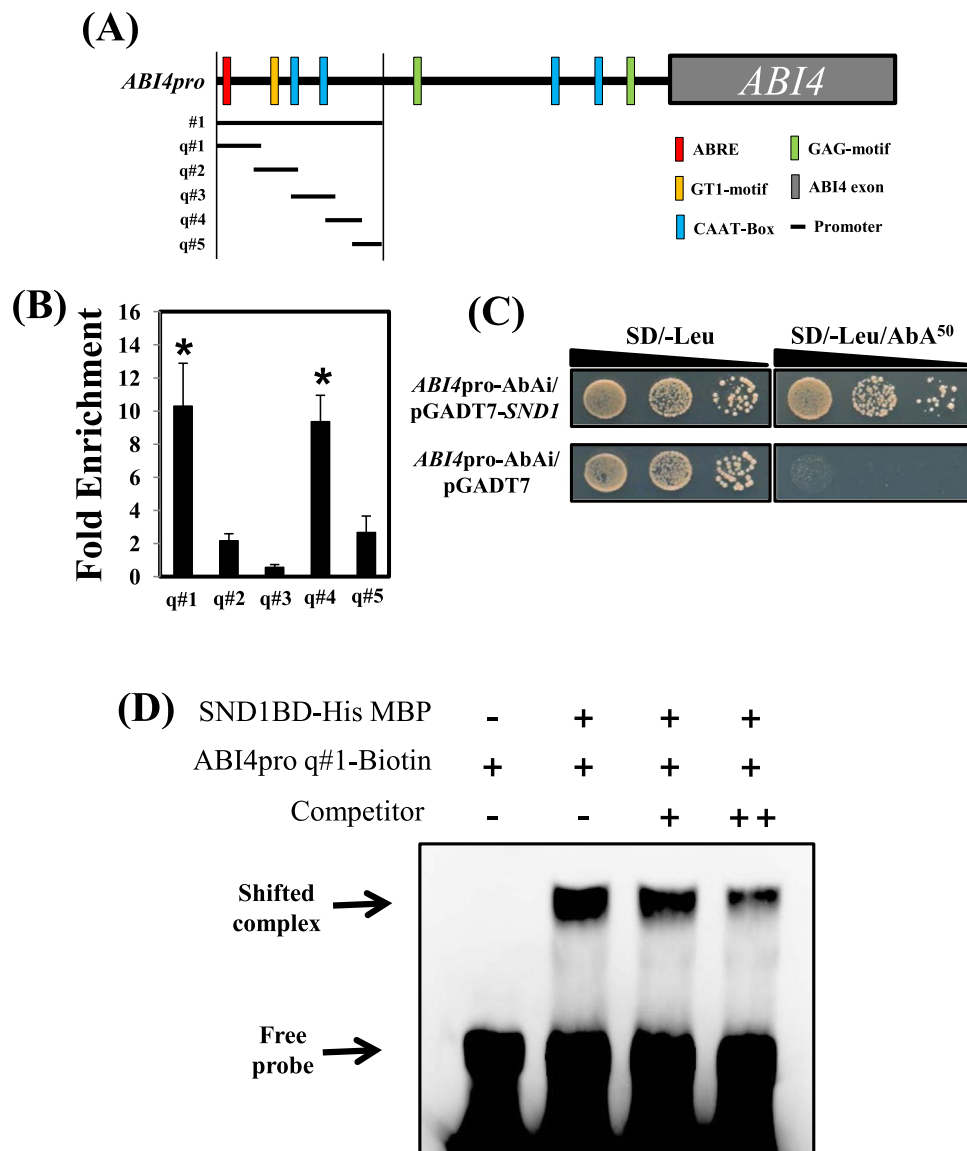 (A)
ABI4pro
ABI4
#1
q#1
q#2
q#3
q#4
q#5
ABRE
GAG-motif
GT1-motif
ABI4 exon
CAAT-Box
Promoter
(B)
Fold Enrichment
16
14
12
10
8
6
4
2
0
*
*
q#1 q#2 q#3 q#4 q#5
(C)
SD/-Leu
SD/-Leu/AbA⁵⁰
ABI4pro-AbAi/
pGADT7-SND1
ABI4pro-AbAi/
pGADT7
(D)
SND1BD-His MBP - + + +
ABI4pro q#1-Biotin + + + +
Competitor - - + ++
Shifted
complex
Free
probe